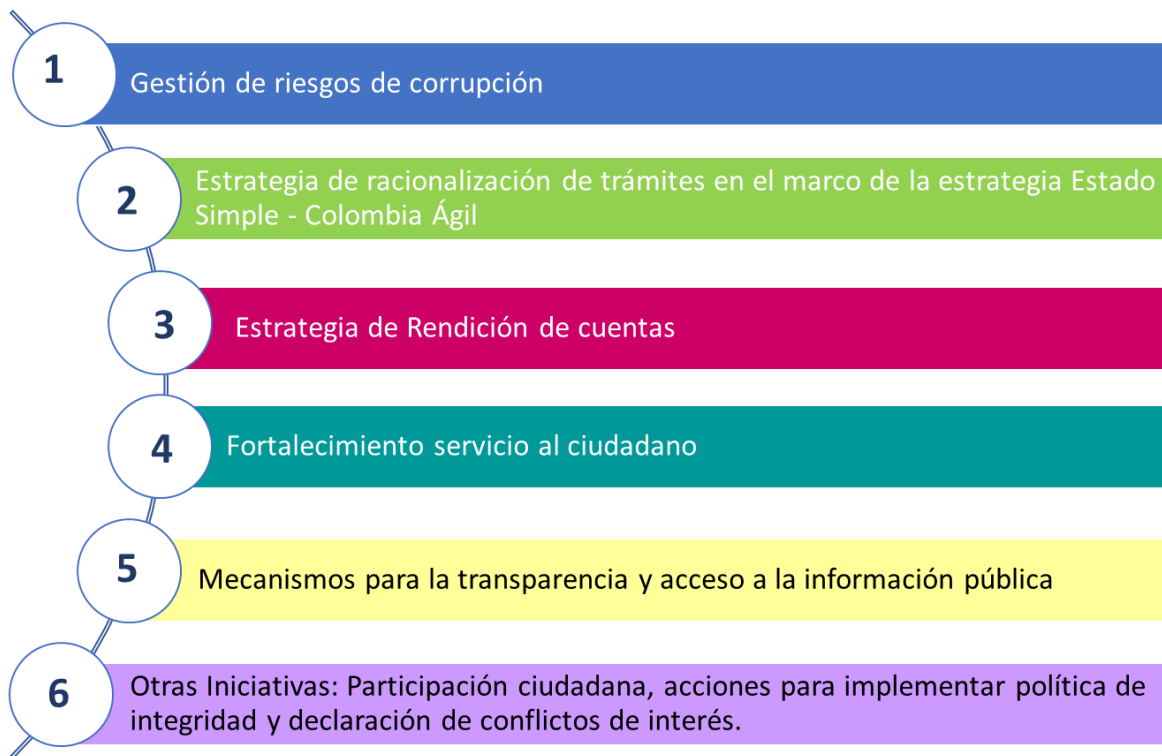 1
Gestión de riesgos de corrupción
2
Estrategia de racionalización de trámites en el marco de la estrategia Estado
Simple - Colombia Ágil
3
Estrategia de Rendición de cuentas
4
Fortalecimiento servicio al ciudadano
5
Mecanismos para la transparencia y acceso a la información pública
6
Otras Iniciativas: Participación ciudadana, acciones para implementar política de
integridad y declaración de conflictos de interés.